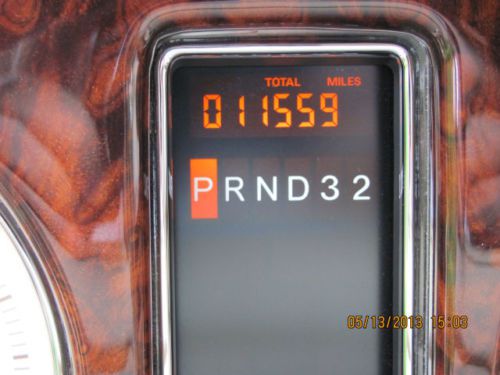 TOTAL MILES
011559
PRND32
05/13/2013 15:03